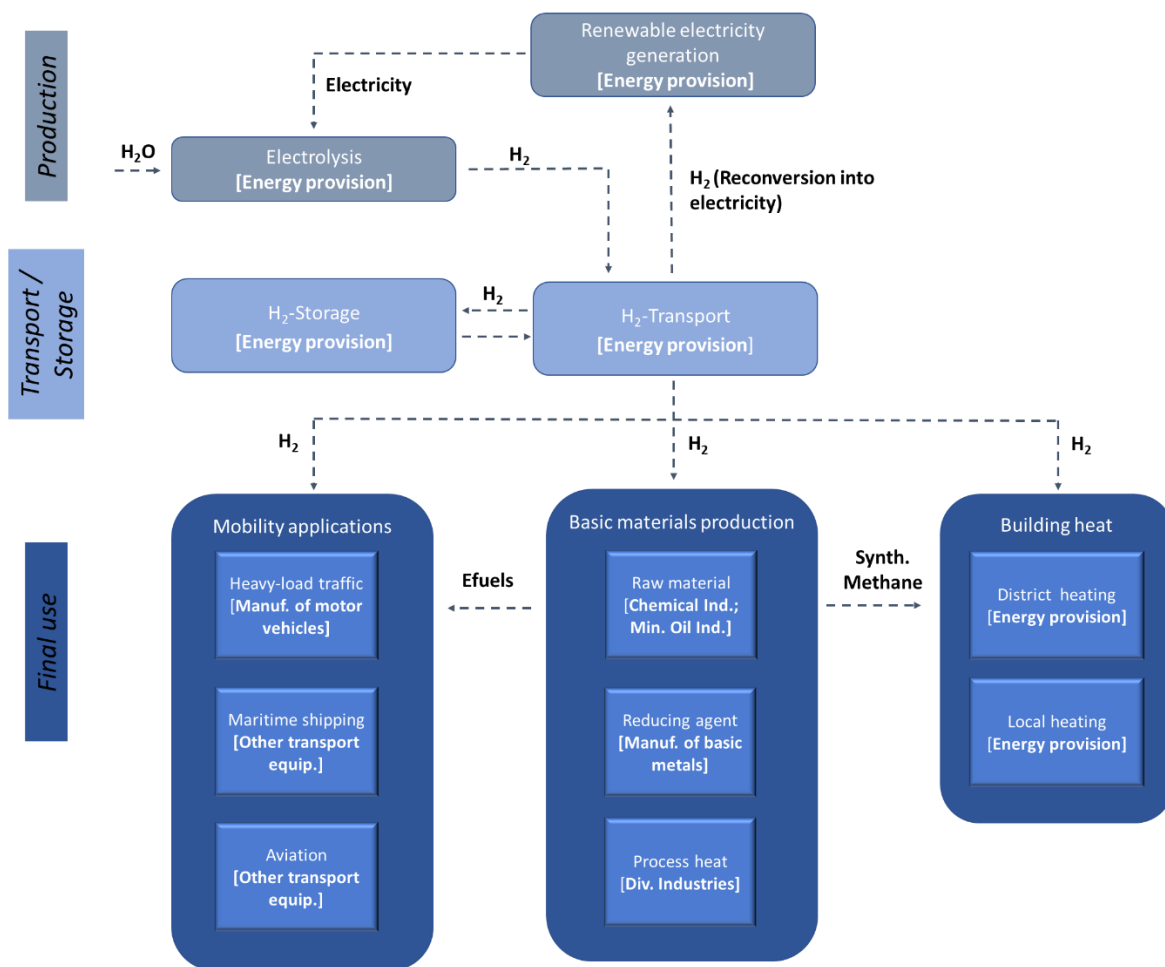 Production
Renewable electricity
generation
[Energy provision]
Electricity
H₂O
Electrolysis
[Energy provision]
H₂
H₂ (Reconversion into
electricity)
Transport /
Storage
H₂-Storage
[Energy provision]
H₂
H₂-Transport
[Energy provision]
H₂
H₂
H₂
Final use
Mobility applications
Heavy-load traffic
[Manuf. of motor
vehicles]
Maritime shipping
[Other transport
equip.]
Aviation
[Other transport
equip.]
Efuels
Basic materials production
Raw material
[Chemical Ind.;
Min. Oil Ind.]
Reducing agent
[Manuf. of basic
metals]
Process heat
[Div. Industries]
Synth.
Methane
Building heat
District heating
[Energy provision]
Local heating
[Energy provision]